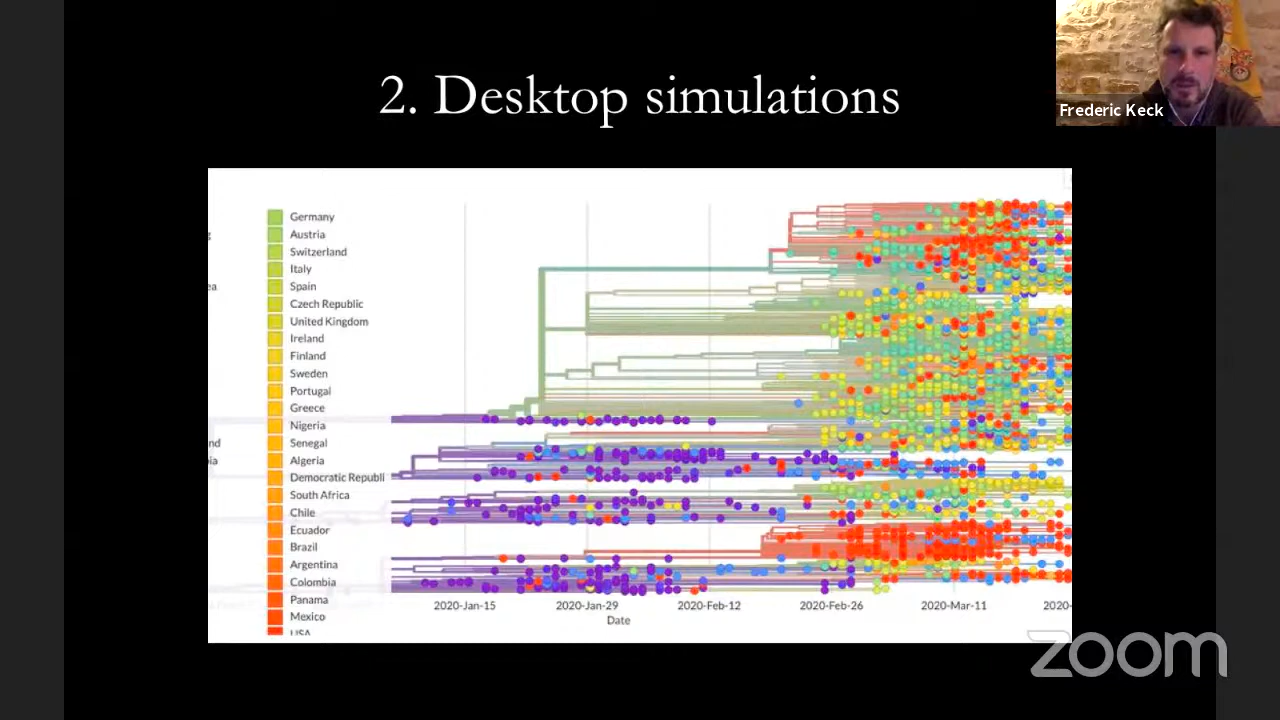 2. Desktop simulations
Frederic Keck
Germany
Austria
Switzerland
Italy
Spain
Czech Republic
United Kingdom
Ireland
Finland
Sweden
Portugal
Greece
Nigeria
Senegal
Algeria
Democratic Republi
South Africa
Chile
Ecuador
Brazil
Argentina
Colombia
Panama
Mexico
USA
2020-Jan-15 2020-Jan-29 2020-Feb-12 2020-Feb-26 2020-Mar-11 2020-
Date
zoom